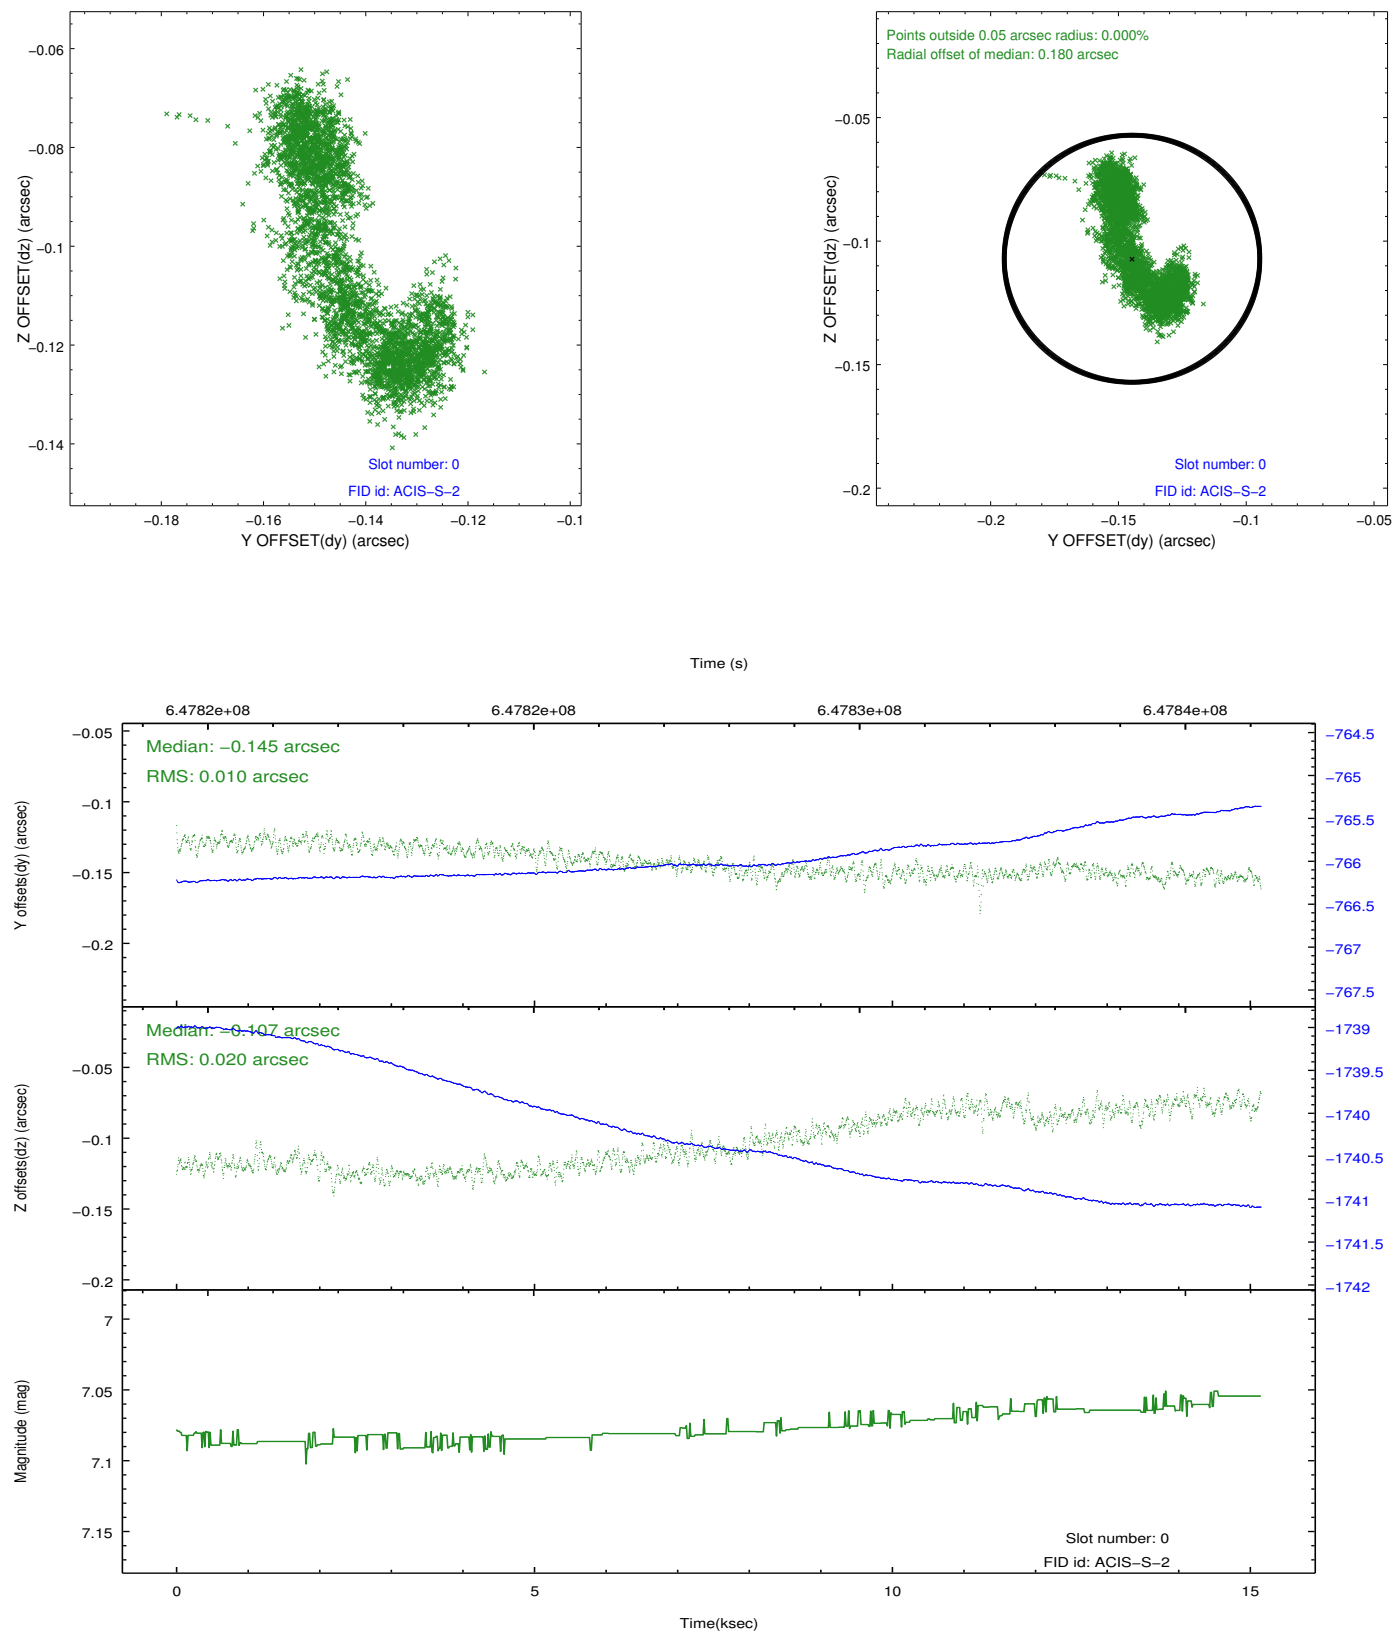 −0.06
−0.08
−0.1
−0.12
−0.14
Z OFFSET(dz) (arcsec)
Slot number: 0
FID id: ACIS−S−2
−0.18
−0.16
−0.14
−0.12
−0.1
Y OFFSET(dy) (arcsec)
Points outside 0.05 arcsec radius: 0.000%
Radial offset of median: 0.180 arcsec
−0.05
−0.1
−0.15
−0.2
Z OFFSET(dz) (arcsec)
Slot number: 0
FID id: ACIS−S−2
−0.2
−0.15
−0.1
−0.05
Y OFFSET(dy) (arcsec)
Time (s)
6.4782e+08
6.4782e+08
6.4783e+08
6.4784e+08
Median: −0.145 arcsec
RMS: 0.010 arcsec
−0.05
−0.1
−0.15
−0.2
Y offsets(dy) (arcsec)
−764.5
−765
−765.5
−766
−766.5
−767
−767.5
Median: −0.107 arcsec
RMS: 0.020 arcsec
−0.05
−0.1
−0.15
−0.2
Z offsets(dz) (arcsec)
−1739
−1739.5
−1740
−1740.5
−1741
−1741.5
−1742
7
7.05
7.1
7.15
Magnitude (mag)
Slot number: 0
FID id: ACIS−S−2
0
5
10
15
Time(ksec)